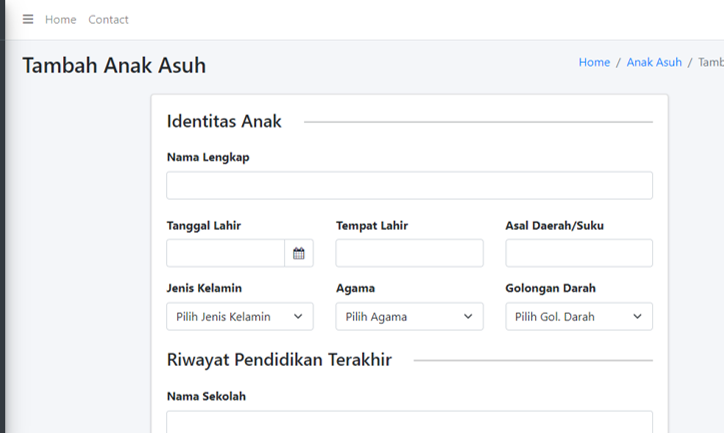 Home Contact
Tambah Anak Asuh
Home / Anak Asuh / Tamb
Identitas Anak
Nama Lengkap
Tanggal Lahir Tempat Lahir Asal Daerah/Suku
Jenis Kelamin Agama Golongan Darah
Pilih Jenis Kelamin Pilih Agama Pilih Gol. Darah
Riwayat Pendidikan Terakhir
Nama Sekolah